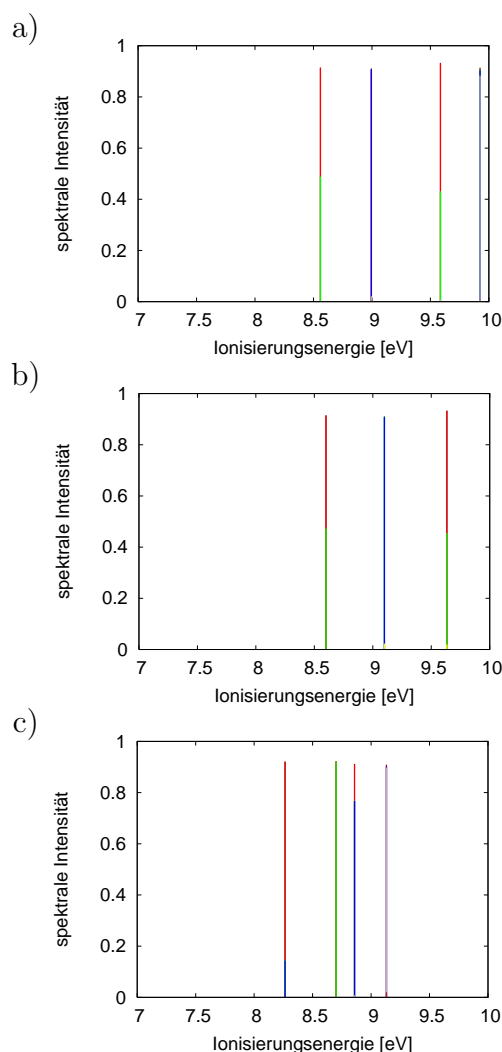 a)
spektrale Intensität
1
0.8
0.6
0.4
0.2
0
7 7.5 8 8.5 9 9.5 10
Ionisierungsenergie [eV]
b)
spektrale Intensität
1
0.8
0.6
0.4
0.2
0
7 7.5 8 8.5 9 9.5 10
Ionisierungsenergie [eV]
c)
spektrale Intensität
1
0.8
0.6
0.4
0.2
0
7 7.5 8 8.5 9 9.5 10
Ionisierungsenergie [eV]